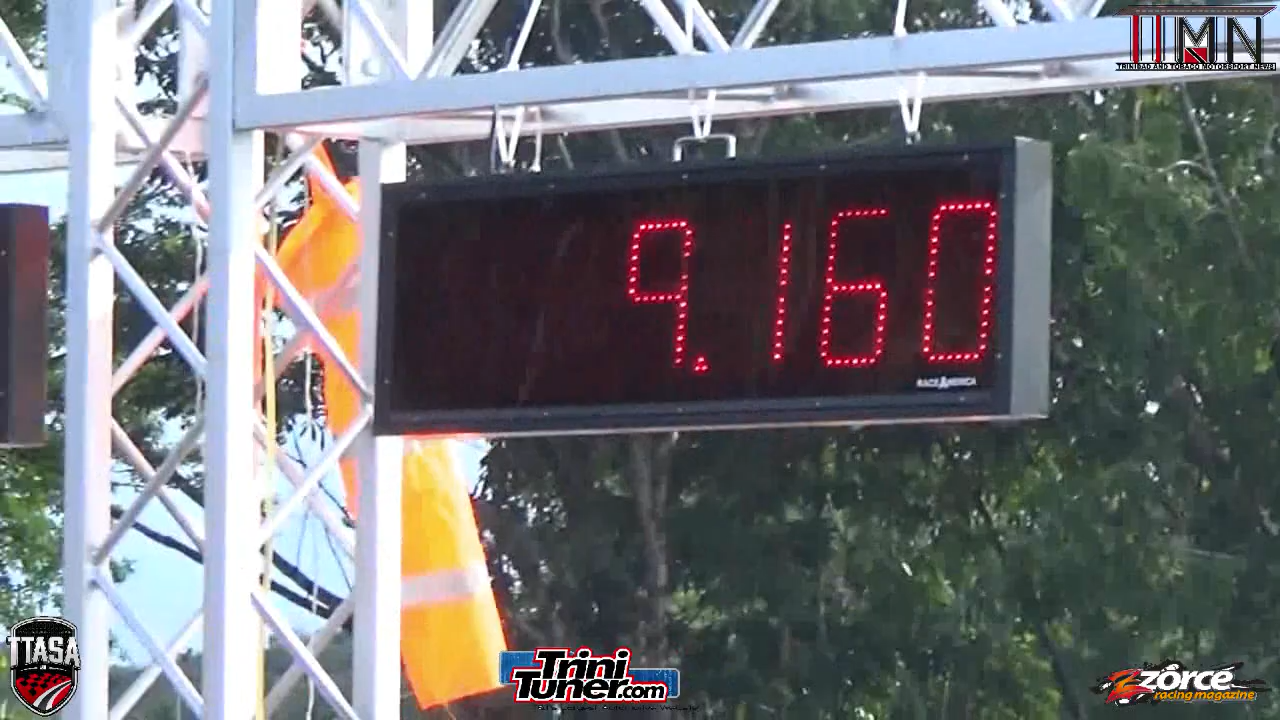 TTMN
TRINIDAD AND TOBAGO MOTORSPORT NEWS
9.160
RACEAMERICA
TTASA
TriniTuner.com
Zorce
racing magazine